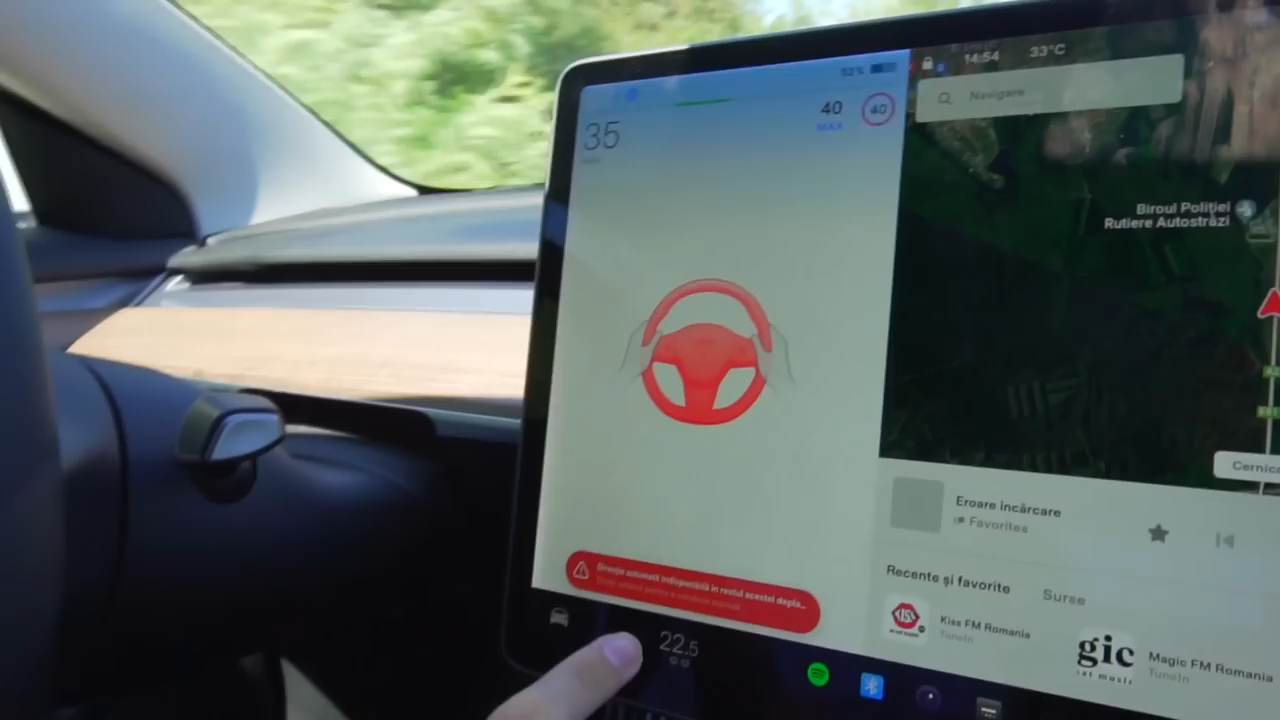 52%
14:54
33°C
35
40
MAX
40
Navigare
Biroul Poliției
Rutiere Autostrăzi
Cernica
Eroare încărcare
Favorites
Recente și favorite
Surse
Kiss FM Romania
TuneIn
gic
Magic FM Romania
TuneIn
Direcție automată indisponibilă în restul acestei depla...
22.5